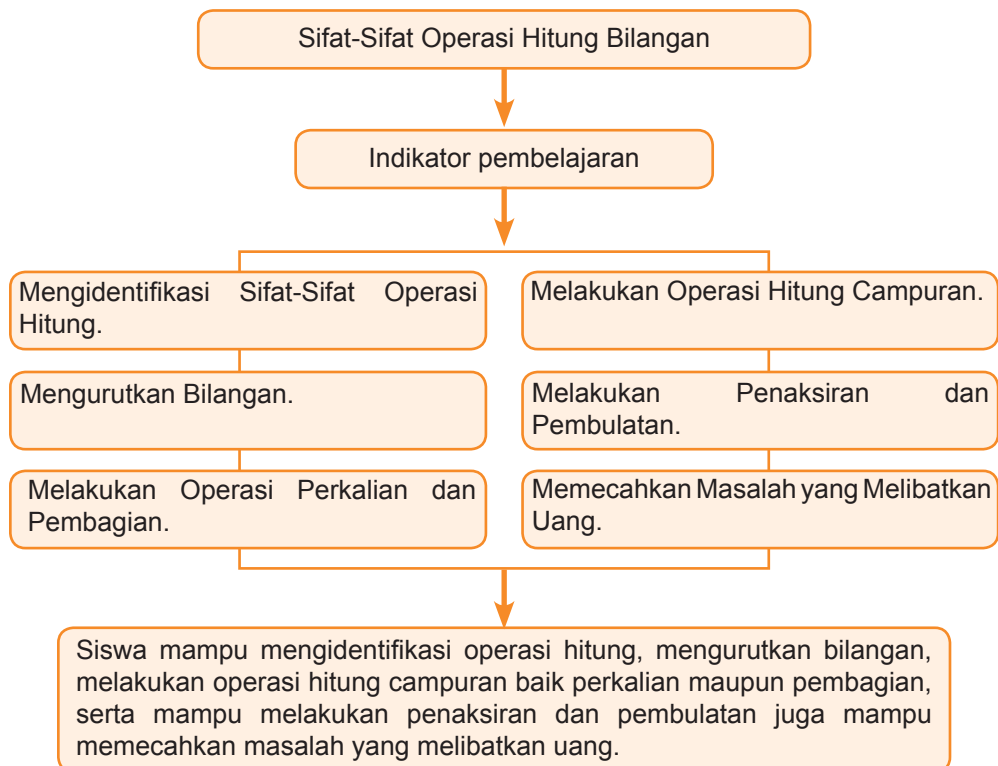 Sifat-Sifat Operasi Hitung Bilangan
Indikator pembelajaran
Mengidentifikasi Sifat-Sifat Operasi
Hitung.
Mengurutkan Bilangan.
Melakukan Operasi Perkalian dan
Pembagian.
Melakukan Operasi Hitung Campuran.
Melakukan Penaksiran dan
Pembulatan.
Memecahkan Masalah yang Melibatkan
Uang.
Siswa mampu mengidentifikasi operasi hitung, mengurutkan bilangan,
melakukan operasi hitung campuran baik perkalian maupun pembagian,
serta mampu melakukan penaksiran dan pembulatan juga mampu
memecahkan masalah yang melibatkan uang.